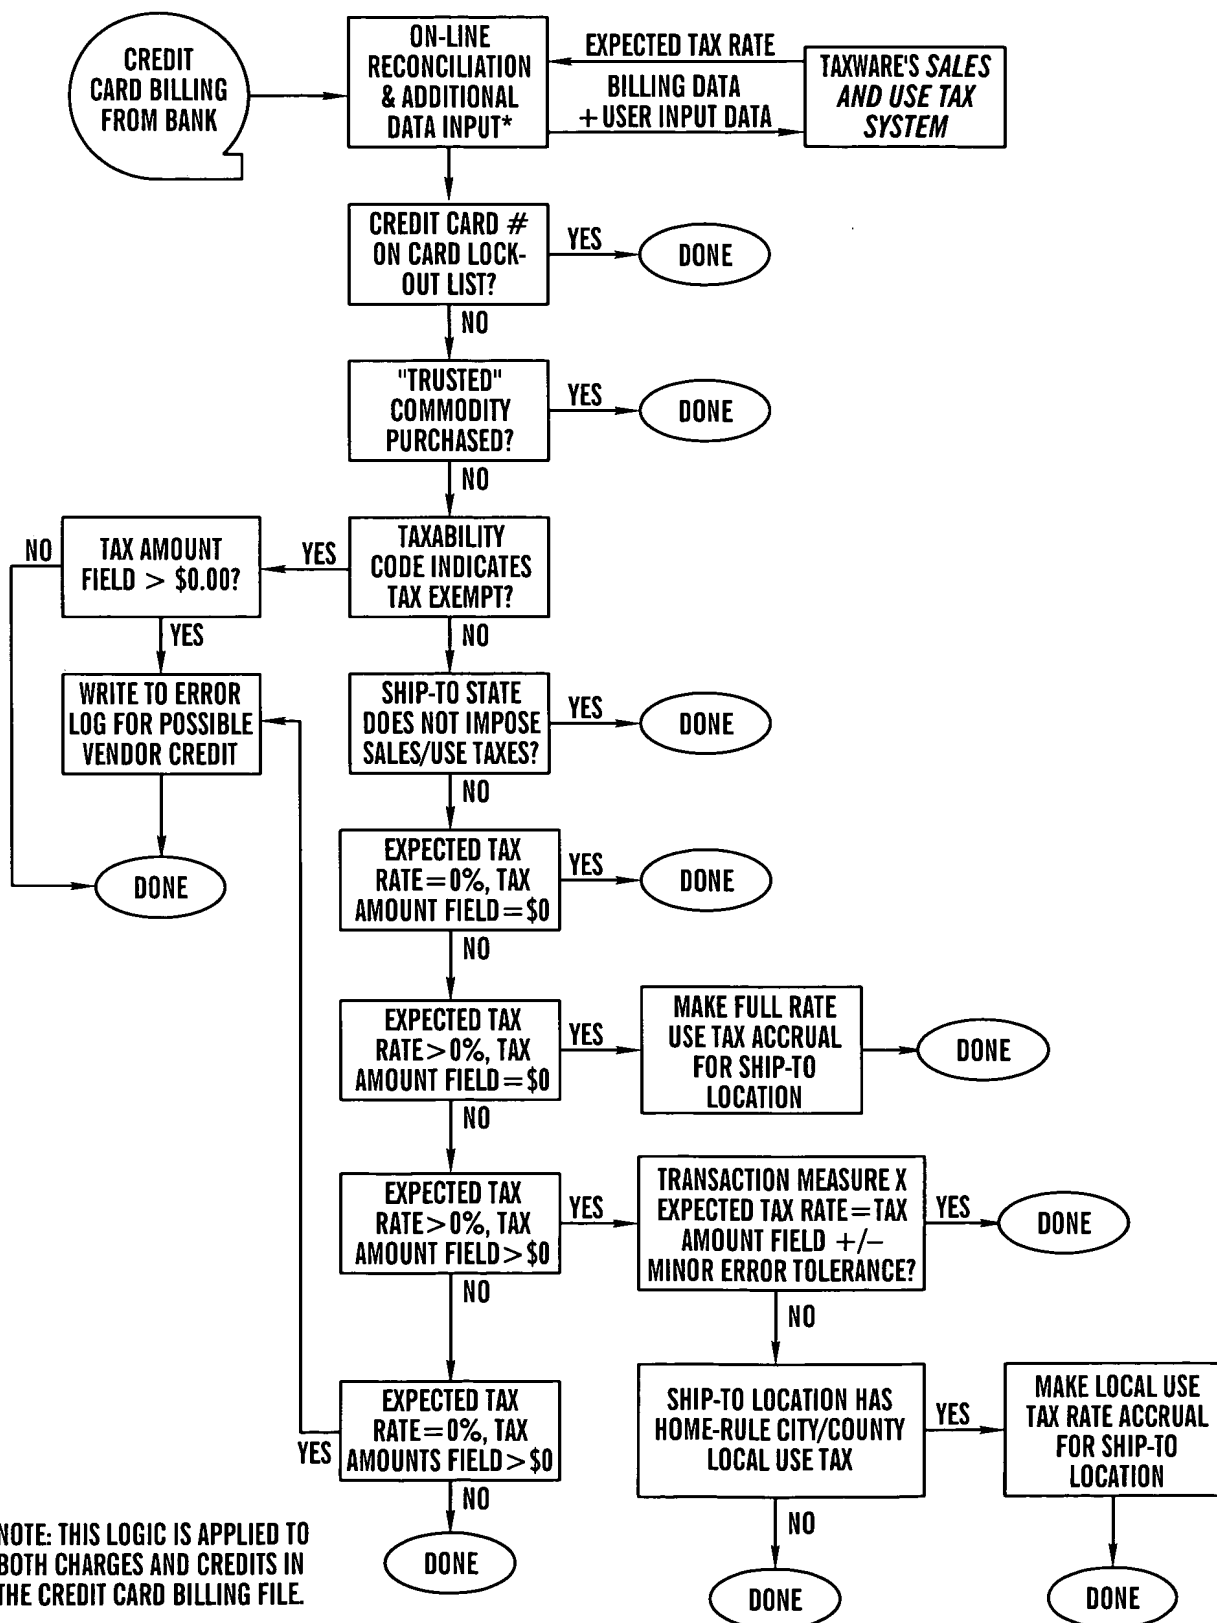 CREDIT
CARD BILLING
FROM BANK
ON-LINE
RECONCILIATION
& ADDITIONAL
DATA INPUT*
EXPECTED TAX RATE
BILLING DATA
+ USER INPUT DATA
TAXWARE'S SALES
AND USE TAX
SYSTEM
CREDIT CARD #
ON CARD LOCK-
OUT LIST?
YES
DONE
NO
"TRUSTED"
COMMODITY
PURCHASED?
YES
DONE
NO
TAXABILITY
CODE INDICATES
TAX EXEMPT?
YES
TAX AMOUNT
FIELD > $0.00?
NO
YES
NO
WRITE TO ERROR
LOG FOR POSSIBLE
VENDOR CREDIT
DONE
SHIP-TO STATE
DOES NOT IMPOSE
SALES/USE TAXES?
YES
DONE
NO
EXPECTED TAX
RATE=0%, TAX
AMOUNT FIELD=$0
YES
DONE
NO
EXPECTED TAX
RATE>0%, TAX
AMOUNT FIELD=$0
YES
MAKE FULL RATE
USE TAX ACCRUAL
FOR SHIP-TO
LOCATION
DONE
NO
EXPECTED TAX
RATE>0%, TAX
AMOUNT FIELD>$0
YES
TRANSACTION MEASURE X
EXPECTED TAX RATE=TAX
AMOUNT FIELD +/−
MINOR ERROR TOLERANCE?
YES
DONE
NO
NO
EXPECTED TAX
RATE=0%, TAX
AMOUNTS FIELD>$0
YES
NO
DONE
SHIP-TO LOCATION HAS
HOME-RULE CITY/COUNTY
LOCAL USE TAX
YES
MAKE LOCAL USE
TAX RATE ACCRUAL
FOR SHIP-TO
LOCATION
NO
DONE
DONE
NOTE: THIS LOGIC IS APPLIED TO
BOTH CHARGES AND CREDITS IN
THE CREDIT CARD BILLING FILE.